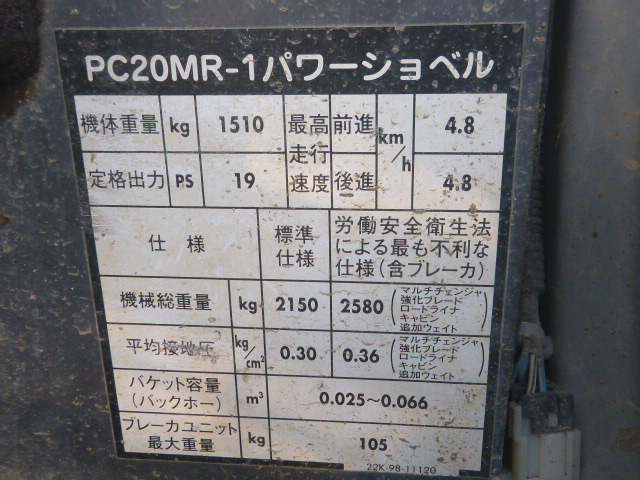 PC20MR-1パワーショベル
機体重量 kg 1510 最高走行速度 前進 km/h 4.8
定格出力 PS 19 後進 4.8
仕様 標準仕様 労働安全衛生法による最も不利な仕様(含ブレーカ)
機械総重量 kg 2150 2580 (マルチチェンジャ
強化ブレード
ロードライナ
キャビン
追加ウェイト)
平均接地圧 kg/cm² 0.30 0.36 (マルチチェンジャ
強化ブレード
ロードライナ
キャビン
追加ウェイト)
バケット容量
(バックホー) m³ 0.025~0.066
ブレーカユニット
最大重量 kg 105
22K-98-11120